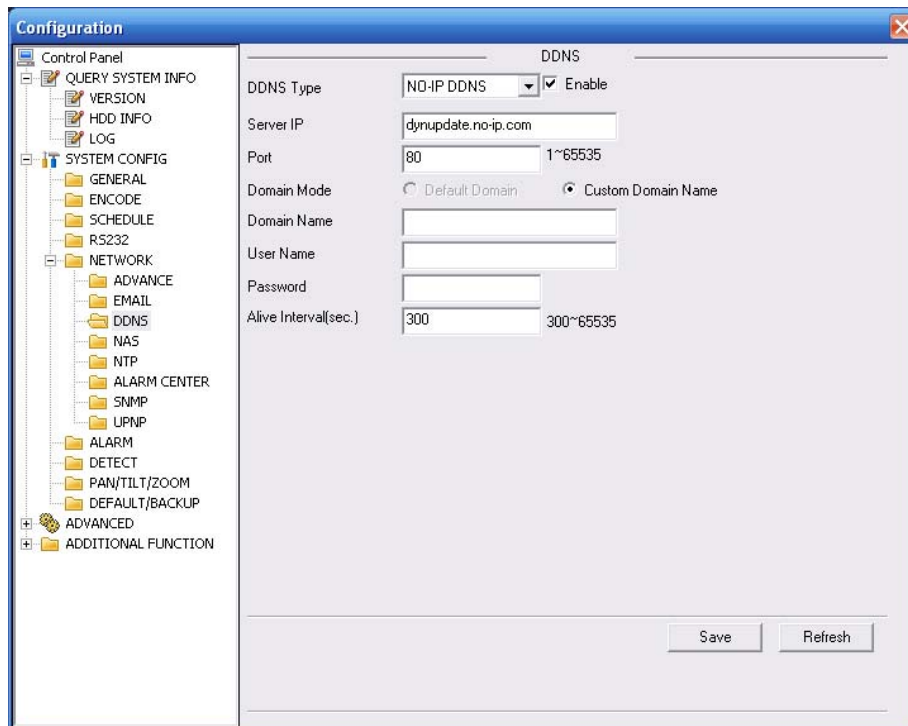 Configuration
Control Panel
QUERY SYSTEM INFO
VERSION
HDD INFO
LOG
SYSTEM CONFIG
GENERAL
ENCODE
SCHEDULE
RS232
NETWORK
ADVANCE
EMAIL
DDNS
NAS
NTP
ALARM CENTER
SNMP
UPNP
ALARM
DETECT
PAN/TILT/ZOOM
DEFAULT/BACKUP
ADVANCED
ADDITIONAL FUNCTION
DDNS
DDNS Type NO-IP DDNS Enable
Server IP dynupdate.no-ip.com
Port 80 1~65535
Domain Mode Default Domain Custom Domain Name
Domain Name
User Name
Password
Alive Interval(sec.) 300 300~65535
Save Refresh